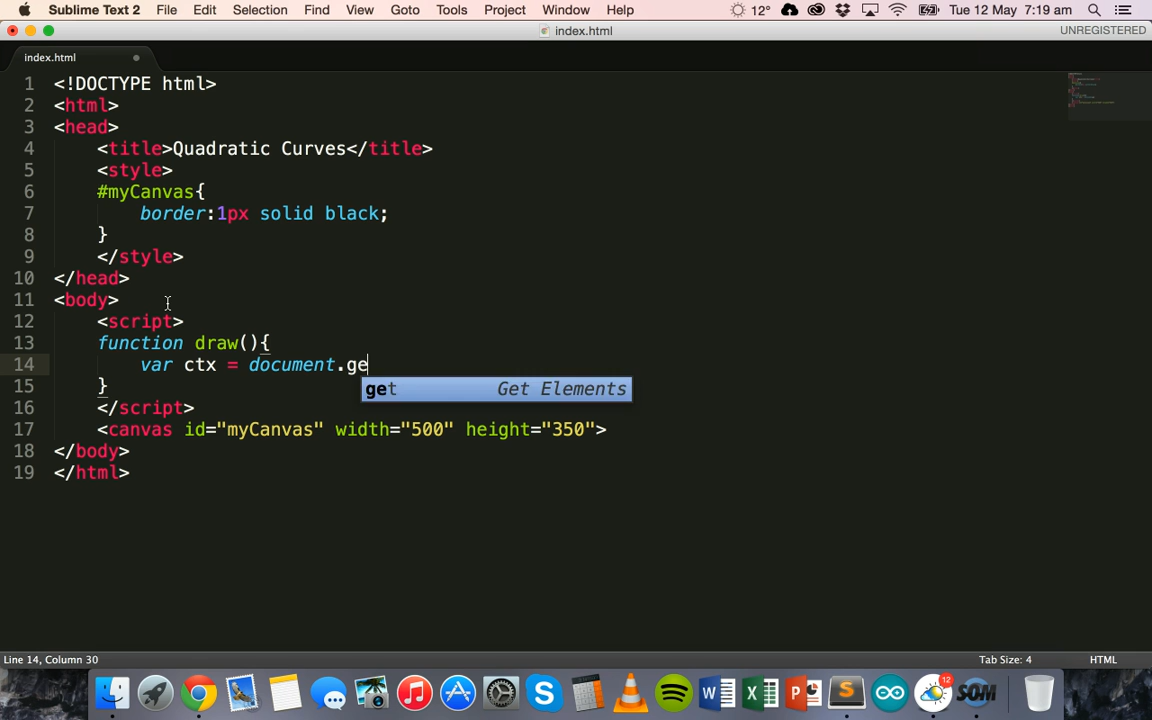 Sublime Text 2 File Edit Selection Find View Goto Tools Project Window Help 12° Tue 12 May 7:19 am
index.html UNREGISTERED
index.html
1 <!DOCTYPE html>
2 <html>
3 <head>
4 <title>Quadratic Curves</title>
5 <style>
6 #myCanvas{
7 border:1px solid black;
8 }
9 </style>
10 </head>
11 <body>
12 <script>
13 function draw(){
14 var ctx = document.ge
get Get Elements
15 }
16 </script>
17 <canvas id="myCanvas" width="500" height="350">
18 </body>
19 </html>
Line 14, Column 30 Tab Size: 4 HTML
12
SOM